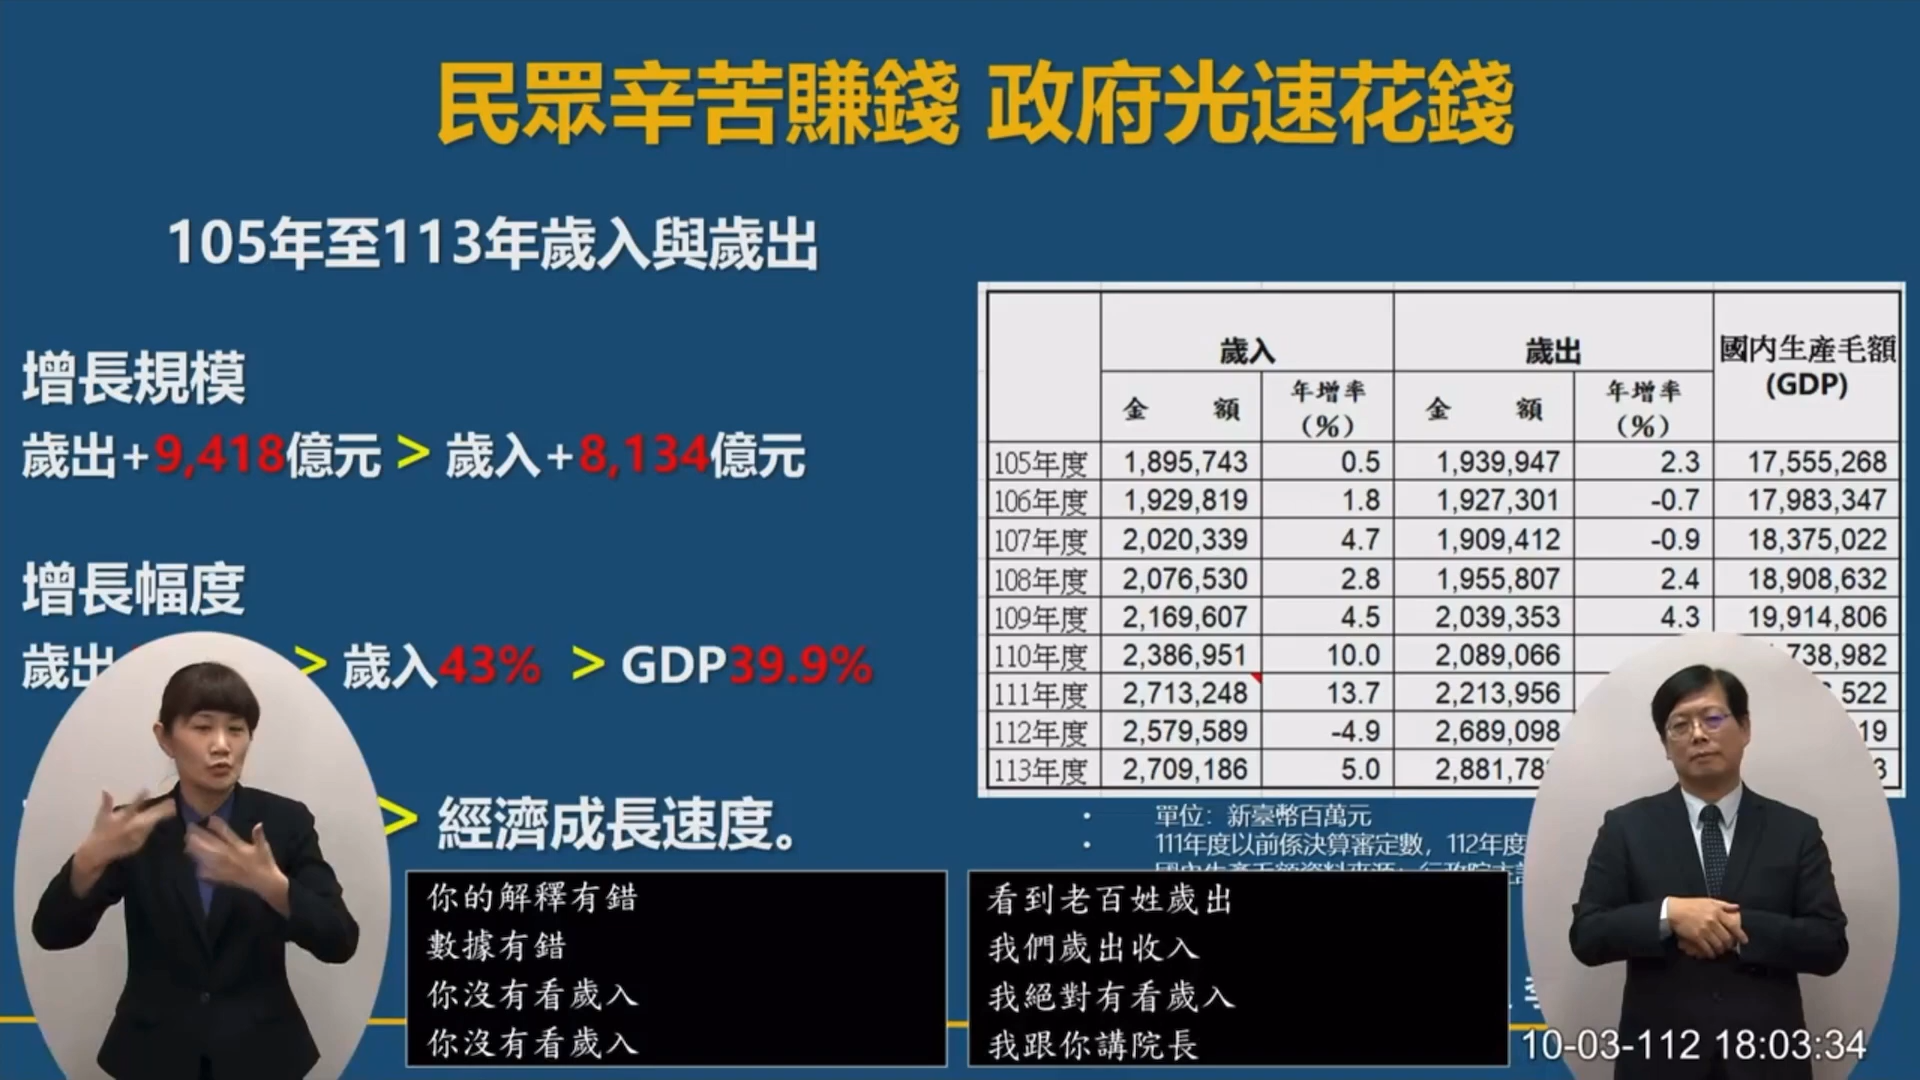 民眾辛苦賺錢 政府光速花錢
105年至113年歲入與歲出
增長規模
歲出+9,418億元 > 歲入+8,134億元
增長幅度
歲出 > 歲入43% > GDP39.9%
> 經濟成長速度。
歲入 歲出 國內生產毛額
(GDP)
金 額 年增率
(%) 金 額 年增率
(%)
105年度 1,895,743 0.5 1,939,947 2.3 17,555,268
106年度 1,929,819 1.8 1,927,301 -0.7 17,983,347
107年度 2,020,339 4.7 1,909,412 -0.9 18,375,022
108年度 2,076,530 2.8 1,955,807 2.4 18,908,632
109年度 2,169,607 4.5 2,039,353 4.3 19,914,806
110年度 2,386,951 10.0 2,089,066 738,982
111年度 2,713,248 13.7 2,213,956 522
112年度 2,579,589 -4.9 2,689,098 19
113年度 2,709,186 5.0 2,881,78 3
• 單位：新臺幣百萬元
• 111年度以前係決算審定數，112年度
你的解釋有錯
數據有錯
你沒有看歲入
你沒有看歲入
看到老百姓歲出
我們歲出收入
我絕對有看歲入
我跟你講院長
10-03-112 18:03:34